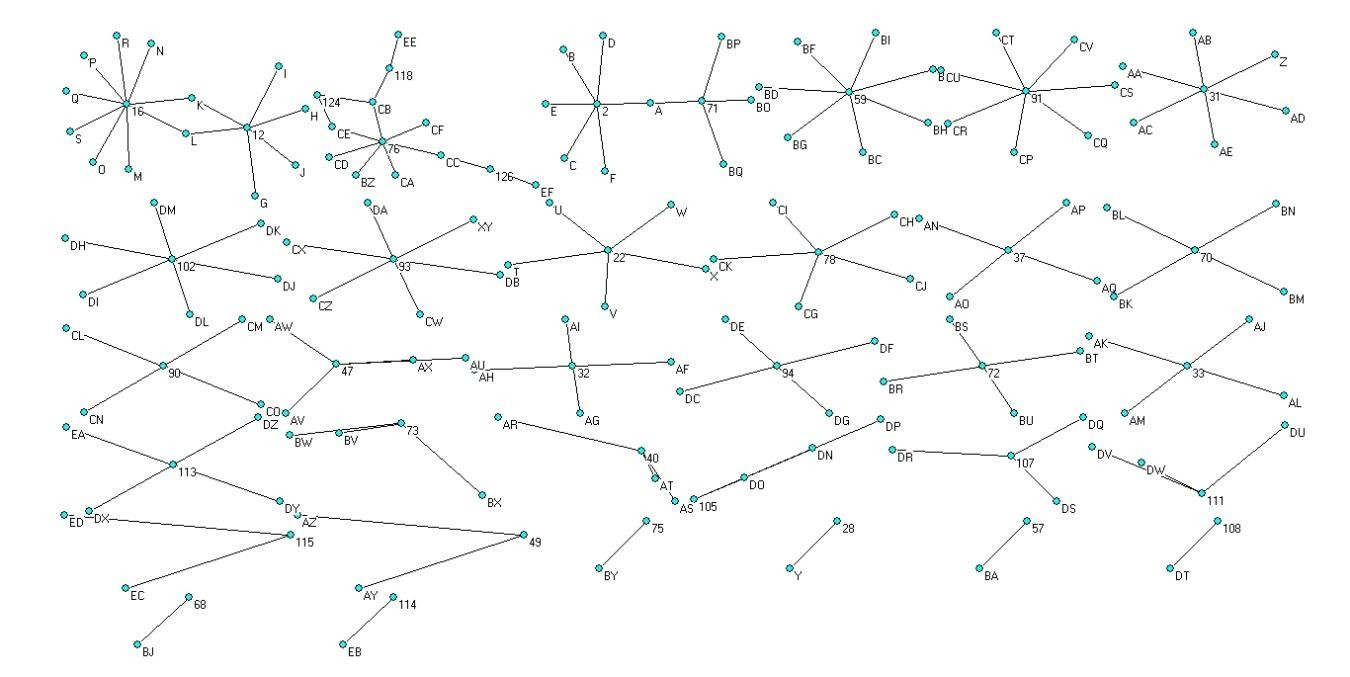 R N P Q K 16 S L O M I H 12 J G
EE 118 124 CB CE CF 76 CD CC BZ CA 126 EF
B D E 2 A C F BP BO 71 BQ
BF BI BD 59 BG BC BH
CT CV CU CS 91 CR CQ CP
AB Z AA 31 AD AC AE
DM DK DH 102 DJ DI DL
DA XY CX 93 DB CZ CW
U W T 22 X V
CI CH CK 78 CJ CG
AN AP 37 AO AQ
BL BN 70 BK BM
CL CM 90 CN CO
AW 47 AX AU AV
AI AH 32 AF AG
DE DF 94 DC DG
BS BT 72 BR BU
AK AJ 33 AM AL
EA DZ 113 DX DY
BW BV 73 BX
AR 40 AT AS
DP DN DO 105
DR DQ 107 DS
DV DW DU 111
ED 115 EC
AZ 49 AY
75 BY
28 Y
57 BA
108 DT
68 BJ
114 EB